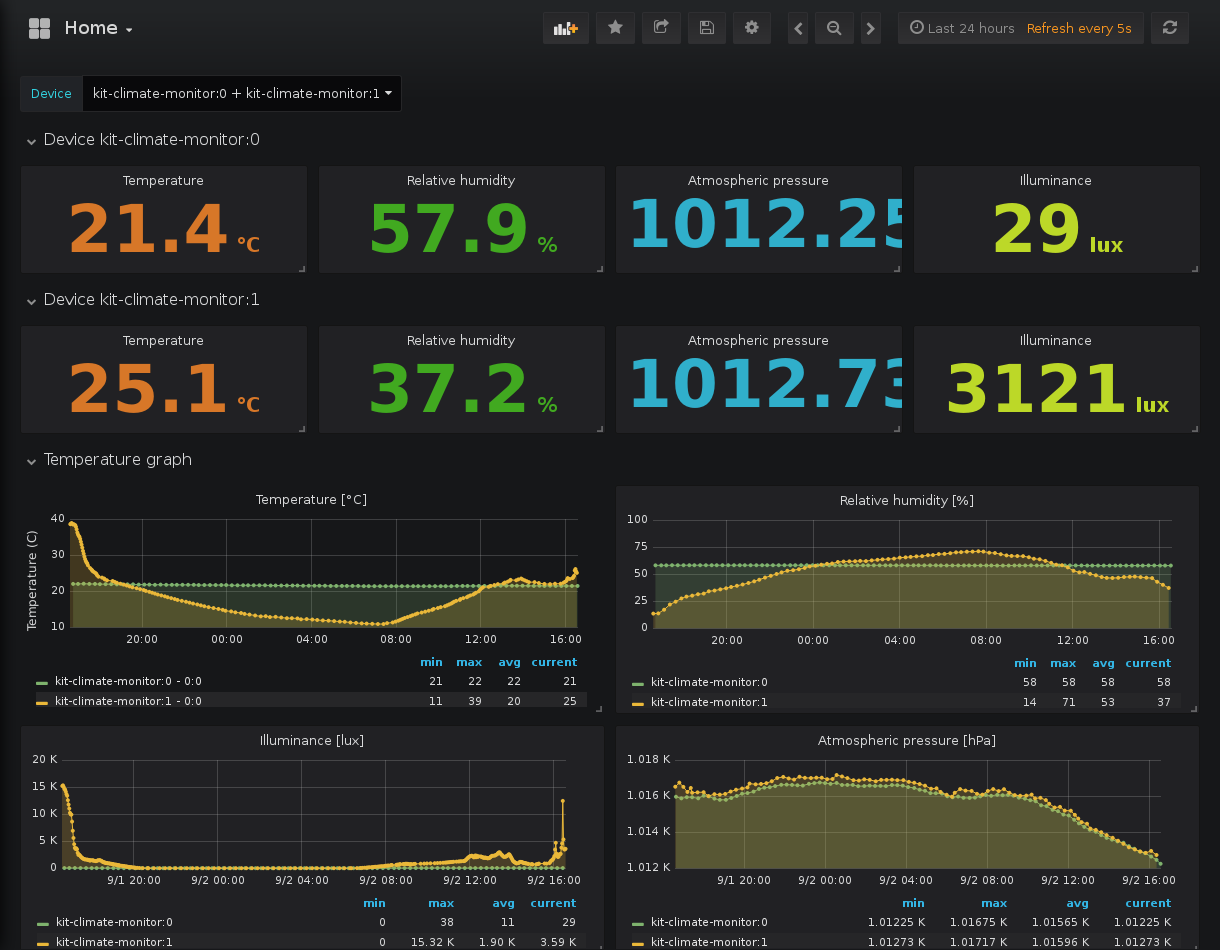 Home
Last 24 hours Refresh every 5s
Device kit-climate-monitor:0 + kit-climate-monitor:1
Device kit-climate-monitor:0
Temperature Relative humidity Atmospheric pressure Illuminance
21.4 °C 57.9 % 1012.25 29 lux
Device kit-climate-monitor:1
Temperature Relative humidity Atmospheric pressure Illuminance
25.1 °C 37.2 % 1012.73 3121 lux
Temperature graph
Temperature [°C]
Temperature (C)
40
30
20
10
20:00 00:00 04:00 08:00 12:00 16:00
min max avg current
kit-climate-monitor:0 - 0:0 21 22 22 21
kit-climate-monitor:1 - 0:0 11 39 20 25
Relative humidity [%]
100
75
50
25
0
20:00 00:00 04:00 08:00 12:00 16:00
min max avg current
kit-climate-monitor:0 58 58 58 58
kit-climate-monitor:1 14 71 53 37
Illuminance [lux]
20 K
15 K
10 K
5 K
0
9/1 20:00 9/2 00:00 9/2 04:00 9/2 08:00 9/2 12:00 9/2 16:00
min max avg current
kit-climate-monitor:0 0 38 11 29
kit-climate-monitor:1 0 15.32 K 1.90 K 3.59 K
Atmospheric pressure [hPa]
1.018 K
1.016 K
1.014 K
1.012 K
9/1 20:00 9/2 00:00 9/2 04:00 9/2 08:00 9/2 12:00 9/2 16:00
min max avg current
kit-climate-monitor:0 1.01225 K 1.01675 K 1.01565 K 1.01225 K
kit-climate-monitor:1 1.01273 K 1.01717 K 1.01596 K 1.01273 K